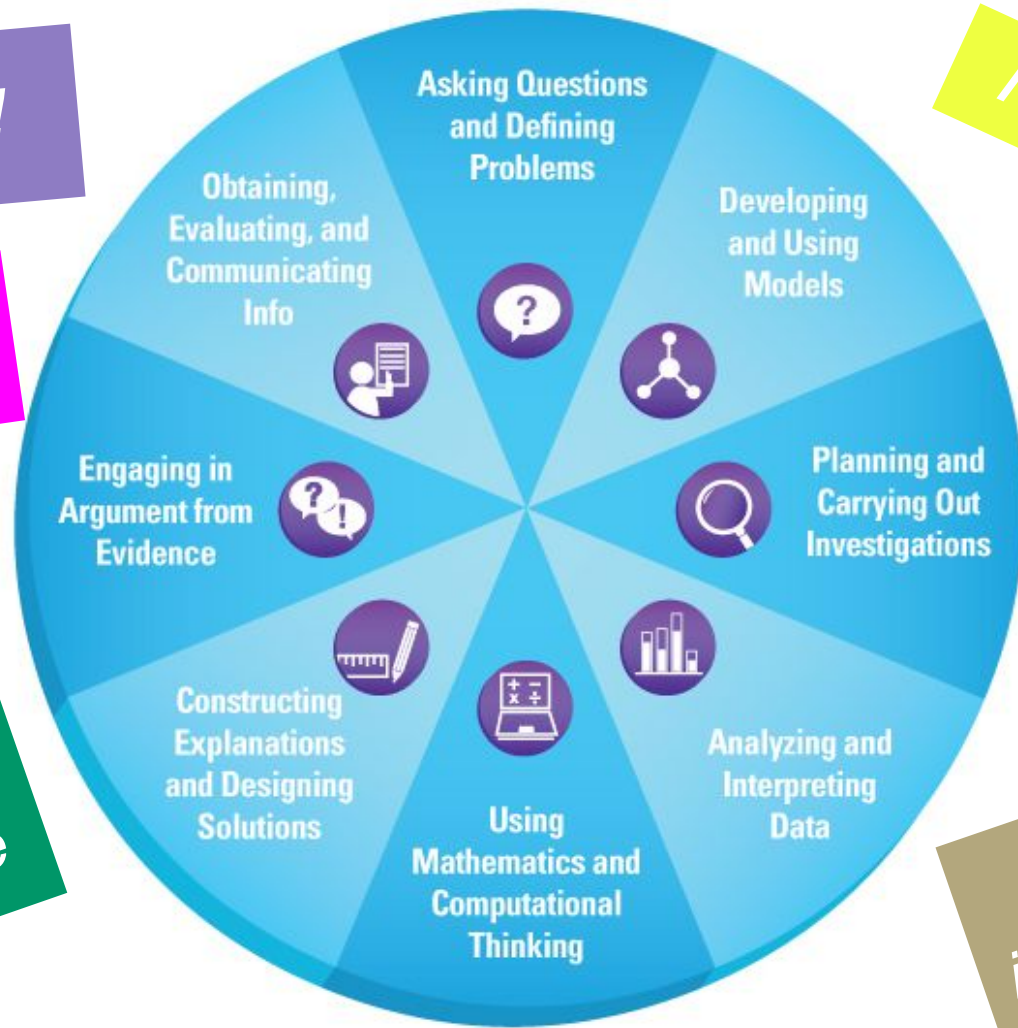 Asking Questions
and Defining
Problems
Developing
and Using
Models
Planning and
Carrying Out
Investigations
Analyzing and
Interpreting
Data
Using
Mathematics and
Computational
Thinking
Constructing
Explanations
and Designing
Solutions
Engaging in
Argument from
Evidence
Obtaining,
Evaluating, and
Communicating
Info
?
?
!
+ −
x ÷